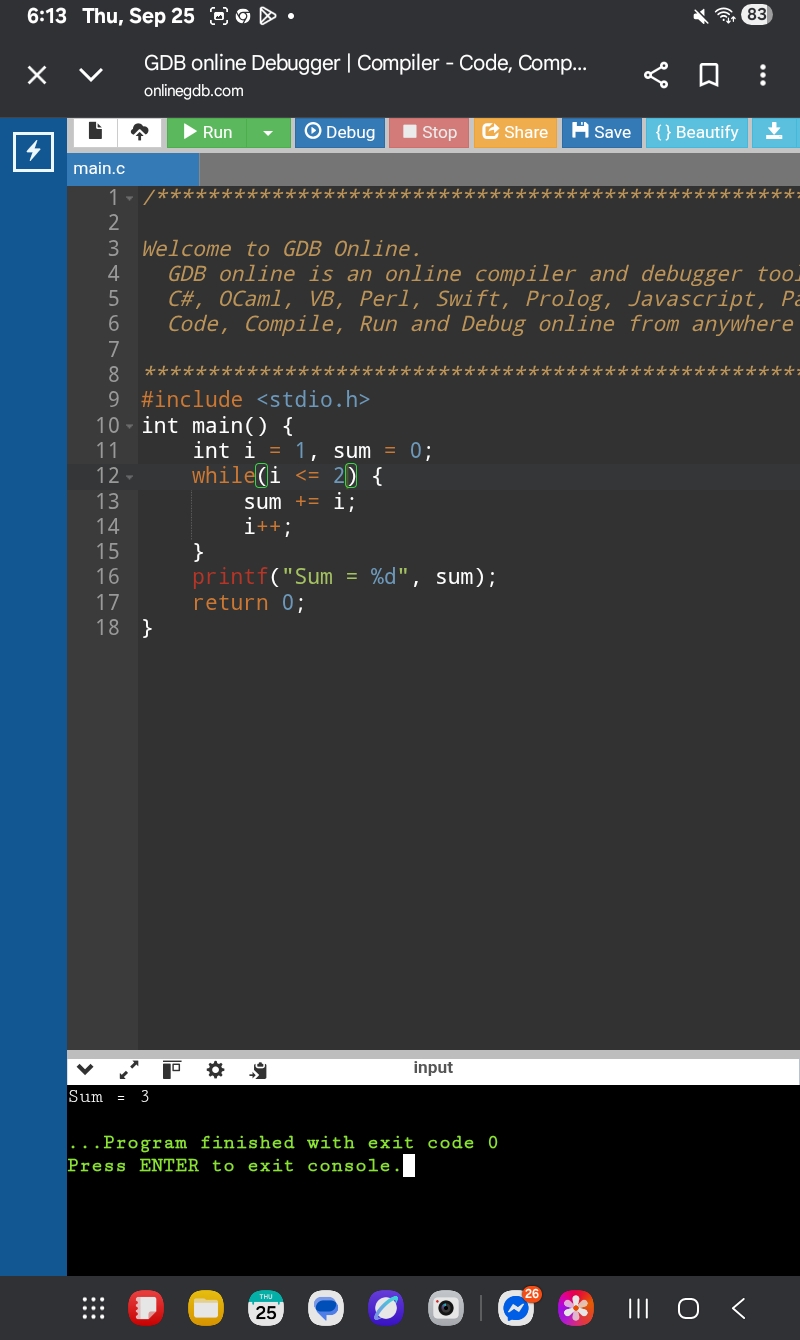 6:13 Thu, Sep 25
83
GDB online Debugger | Compiler - Code, Comp...
onlinegdb.com
Run Debug Stop Share Save {} Beautify
main.c
1 /***************************************************
2
3 Welcome to GDB Online.
4 GDB online is an online compiler and debugger tool
5 C#, OCaml, VB, Perl, Swift, Prolog, Javascript, Pa
6 Code, Compile, Run and Debug online from anywhere
7
8 ***************************************************
9 #include <stdio.h>
10 int main() {
11 int i = 1, sum = 0;
12 while(i <= 2) {
13 sum += i;
14 i++;
15 }
16 printf("Sum = %d", sum);
17 return 0;
18 }
input
Sum = 3
...Program finished with exit code 0
Press ENTER to exit console.
THU
25
26